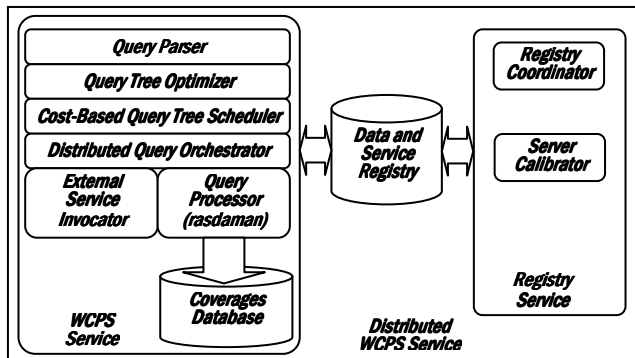 Query Parser
Query Tree Optimizer
Cost-Based Query Tree Scheduler
Distributed Query Orchestrator
External
Service
Invocator
Query
Processor
(rasdaman)
Coverages
Database
WCPS
Service
Data and
Service
Registry
Distributed
WCPS Service
Registry
Coordinator
Server
Calibrator
Registry
Service